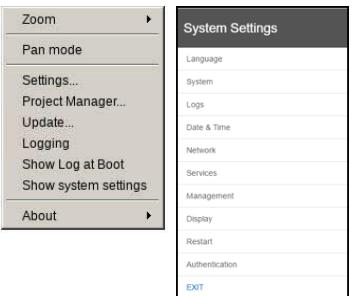 Zoom
Pan mode
Settings...
Project Manager...
Update...
Logging
Show Log at Boot
Show system settings
About
System Settings
Language
System
Logs
Date & Time
Network
Services
Management
Display
Restart
Authentication
EXIT